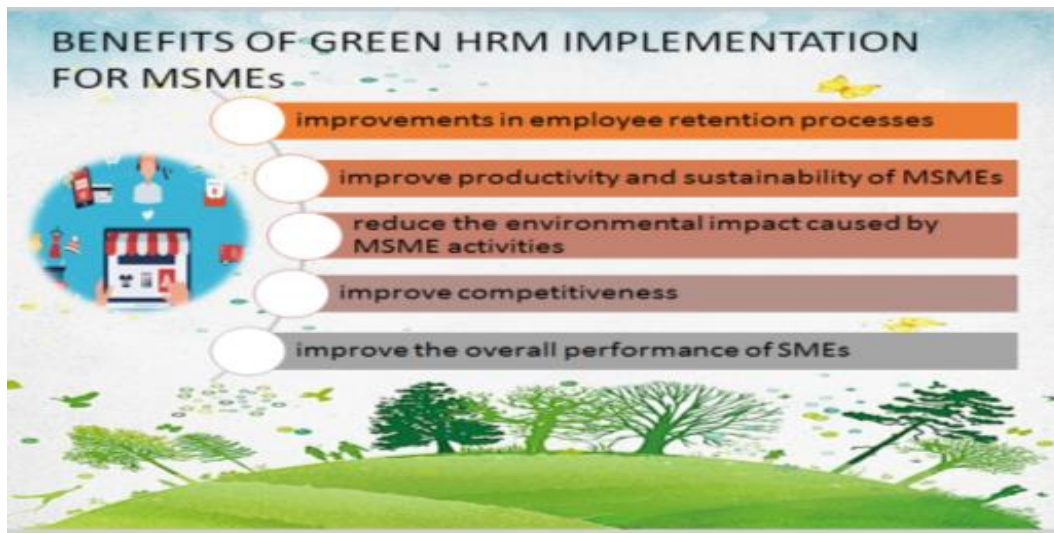 BENEFITS OF GREEN HRM IMPLEMENTATION
FOR MSMEs
improvements in employee retention processes
improve productivity and sustainability of MSMEs
reduce the environmental impact caused by
MSME activities
improve competitiveness
improve the overall performance of SMEs